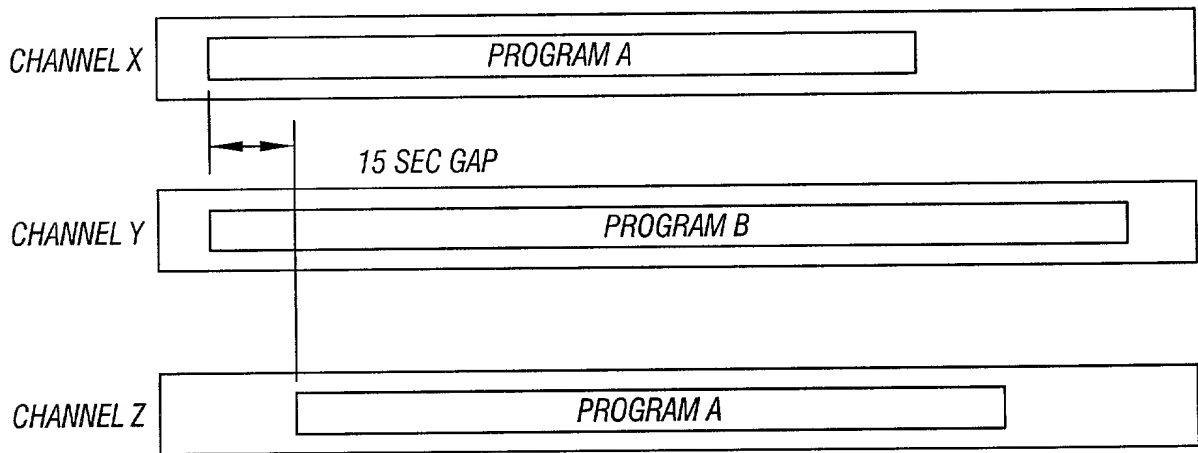 CHANNEL X
PROGRAM A
15 SEC GAP
CHANNEL Y
PROGRAM B
CHANNEL Z
PROGRAM A